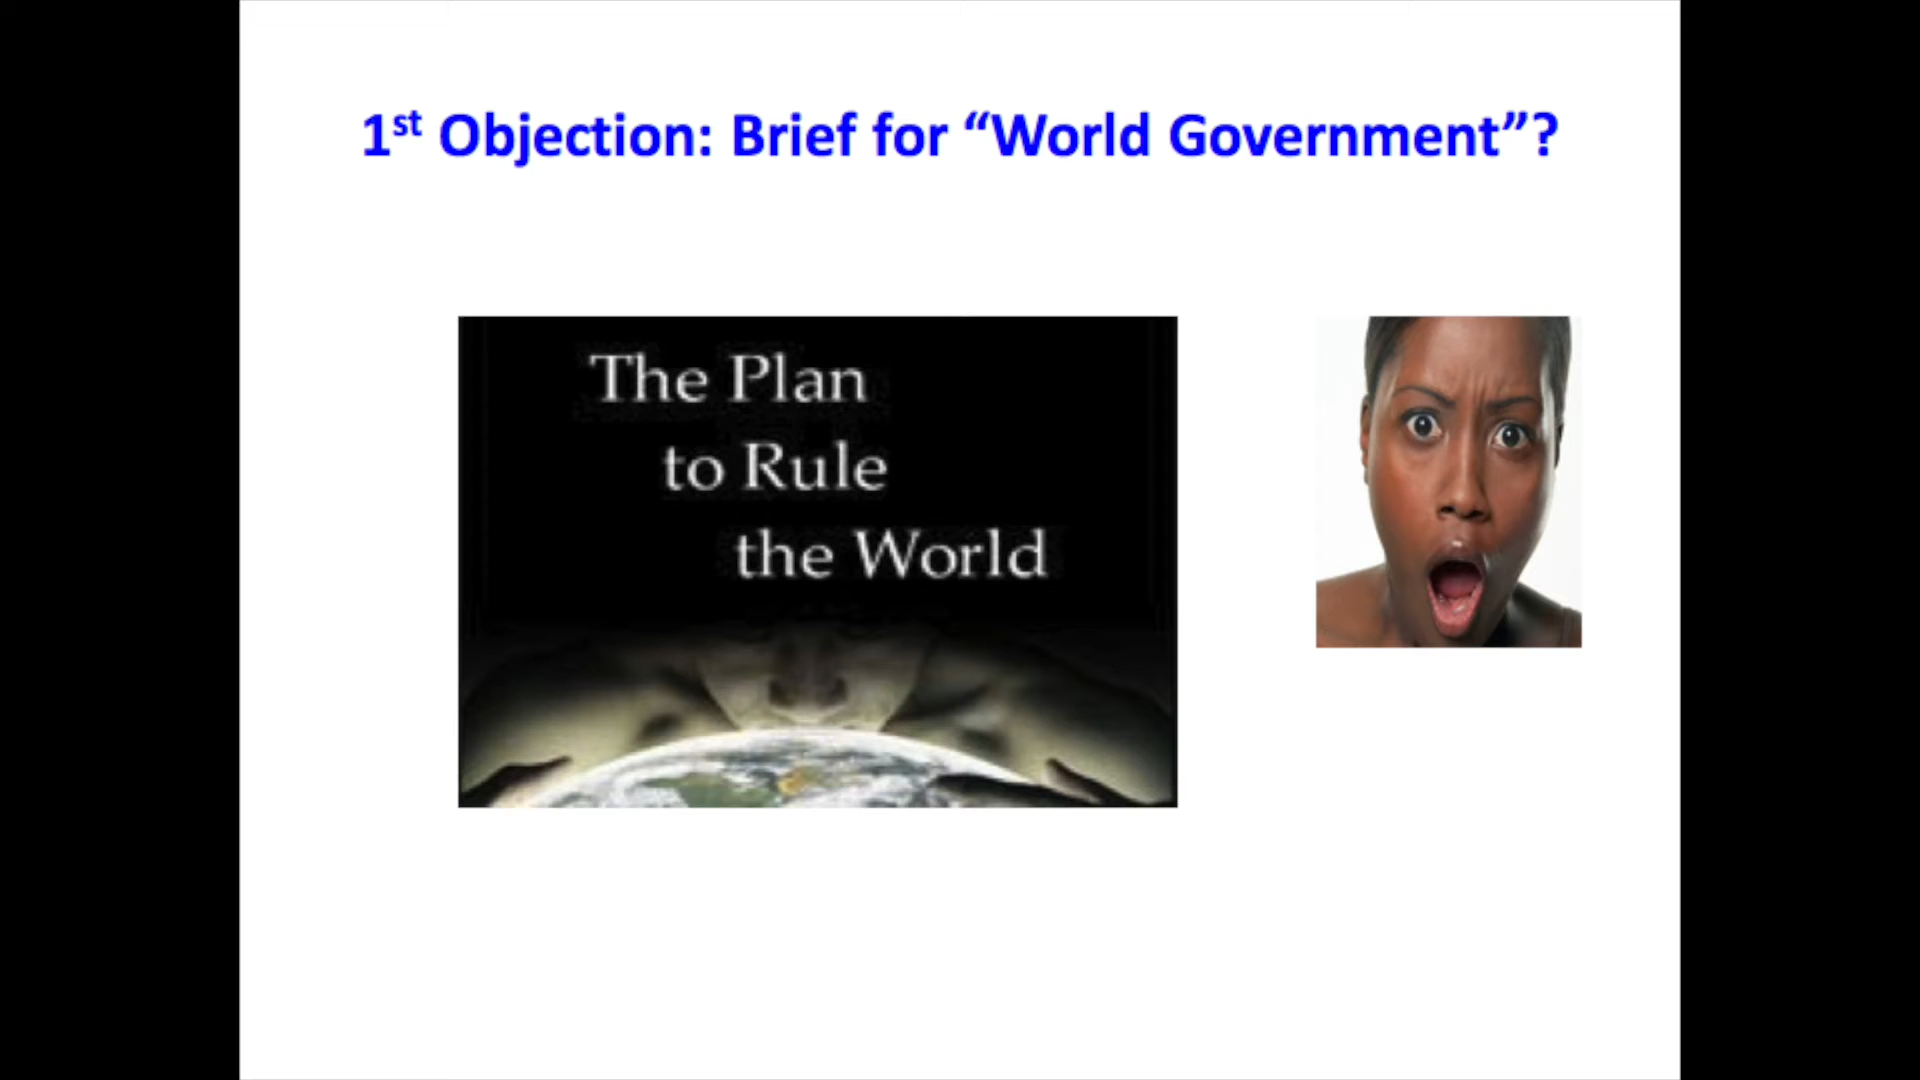 1st Objection: Brief for “World Government”?
The Plan
to Rule
the World